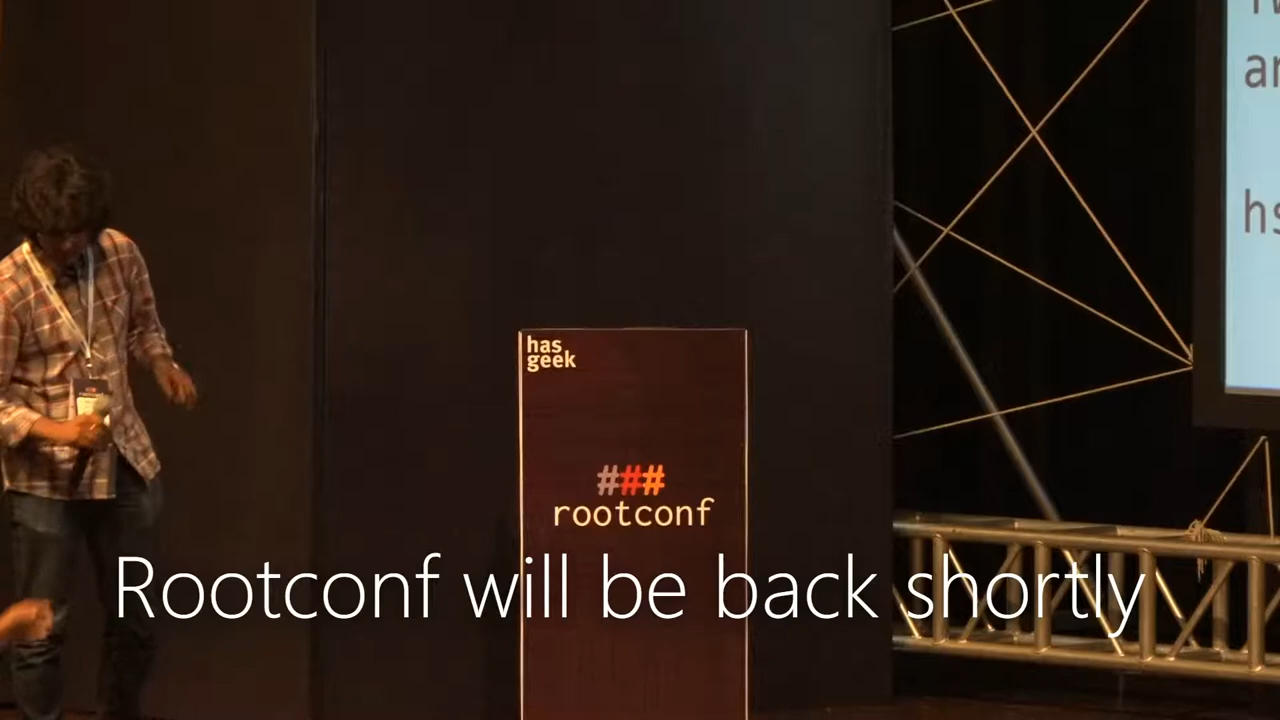 has
geek
###
rootconf
Rootconf will be back shortly